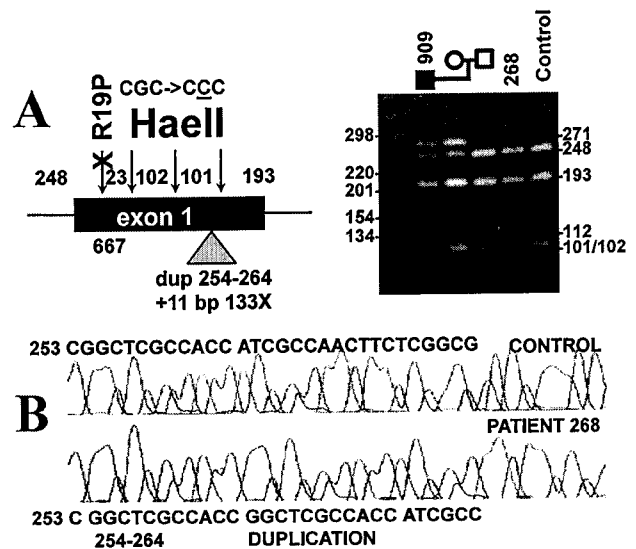 A
R19P
CGC->CCC
HaeII
X
248 23 102 101 193
exon 1
667
dup 254-264
+11 bp 133X
909
268
Control
298
220
201
154
134
271
248
193
112
101/102
B
253 CGGCTCGCCACC ATCGCCAACTTCTCGGCG CONTROL
PATIENT 268
253 C GGCTCGCCACC GGCTCGCCACC ATCGCC
254-264 DUPLICATION